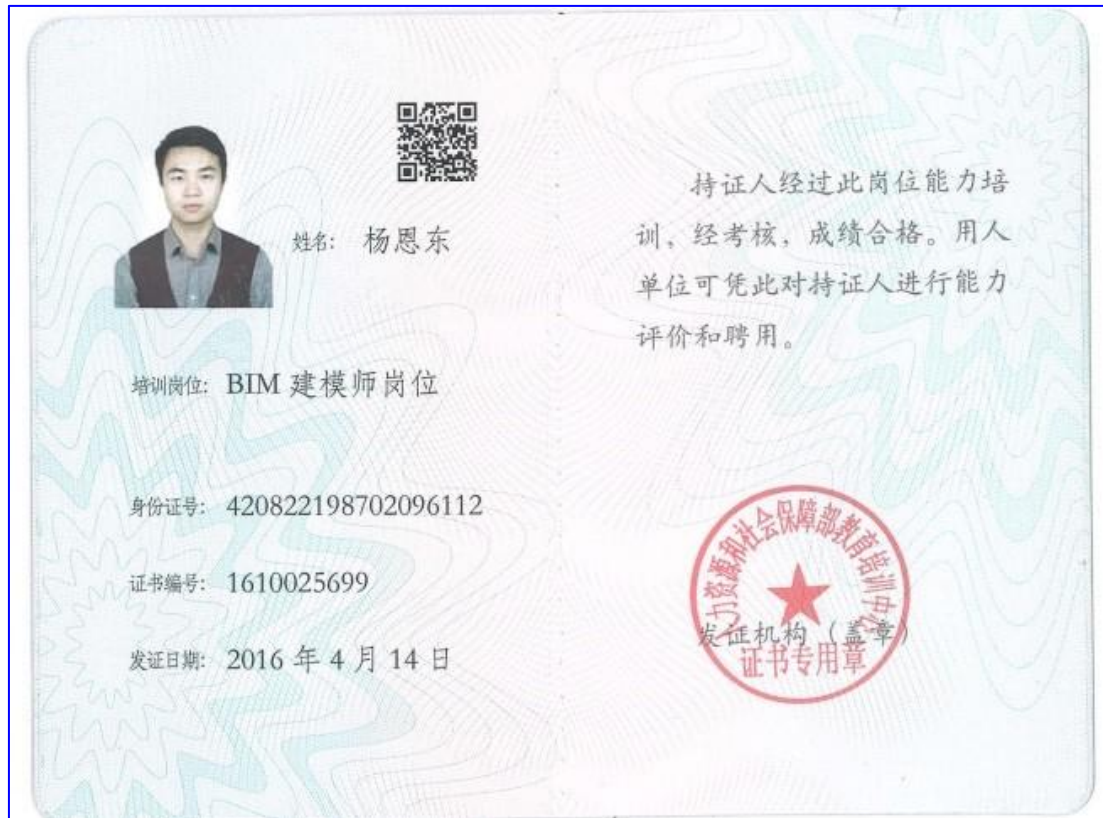 姓名: 杨恩东
培训岗位: BIM 建模师岗位
身份证号: 420822198702096112
证书编号: 1610025699
发证日期: 2016 年 4 月 14 日
持证人经过此岗位能力培
训、经考核，成绩合格。用人
单位可凭此对持证人进行能力
评价和聘用。
人力资源和社会保障部教育培训中心
发证机构（盖章）
证书专用章